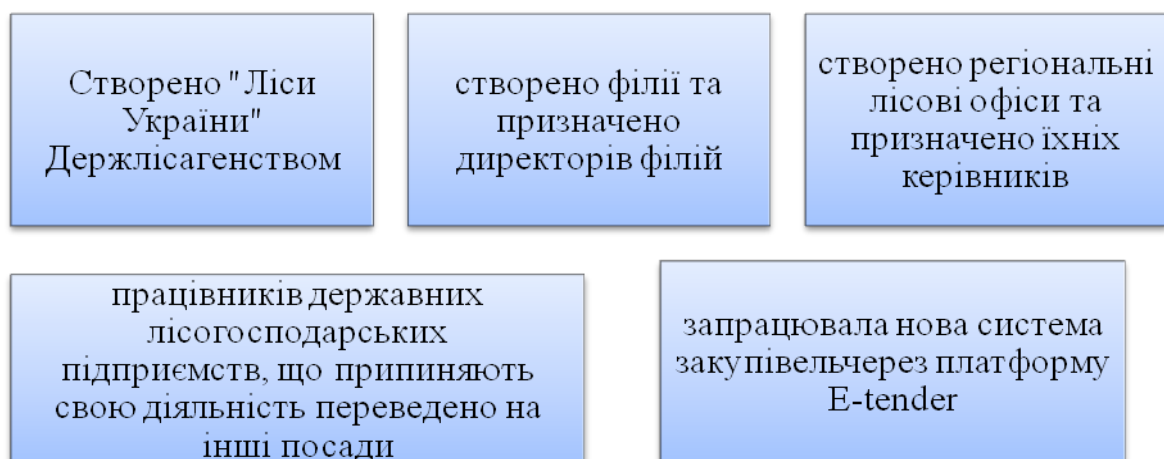 Створено "Ліси
України"
Держлісагенством
створено філії та
призначено
директорів філій
створено регіональні
лісові офіси та
призначено їхніх
керівників
працівників державних
лісогосподарських
підприємств, що припиняють
свою діяльність переведено на
інші посади
запрацювала нова система
закупівельчерез платформу
E-tender